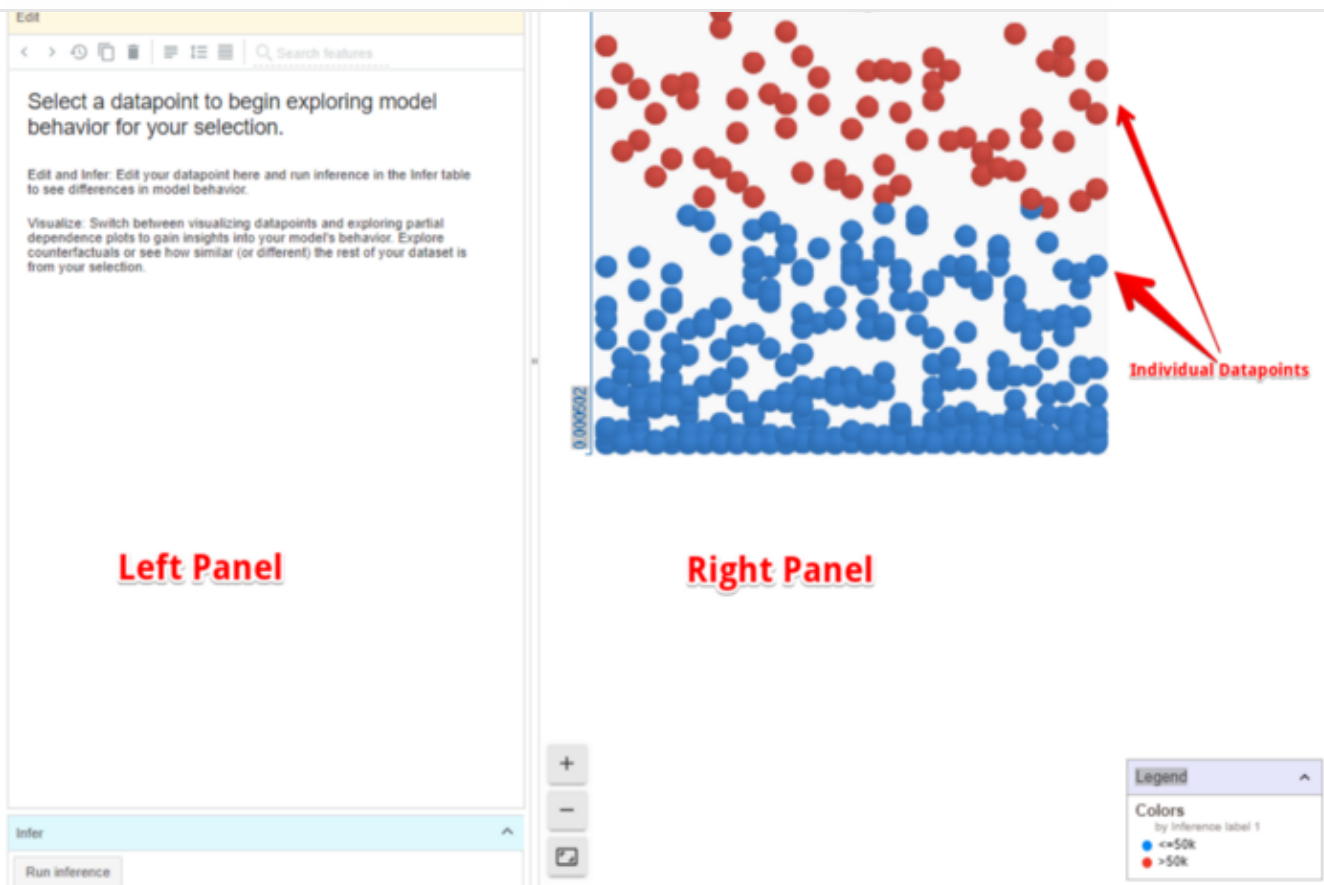 Edit
Search features
Select a datapoint to begin exploring model
behavior for your selection.
Edit and Infer: Edit your datapoint here and run inference in the Infer table
to see differences in model behavior.
Visualize: Switch between visualizing datapoints and exploring partial
dependence plots to gain insights into your model's behavior. Explore
counterfactuals or see how similar (or different) the rest of your dataset is
from your selection.
Left Panel
Infer
Run inference
0.000502
Individual Datapoints
Right Panel
Legend
Colors
by Inference label 1
<=50k
>50k